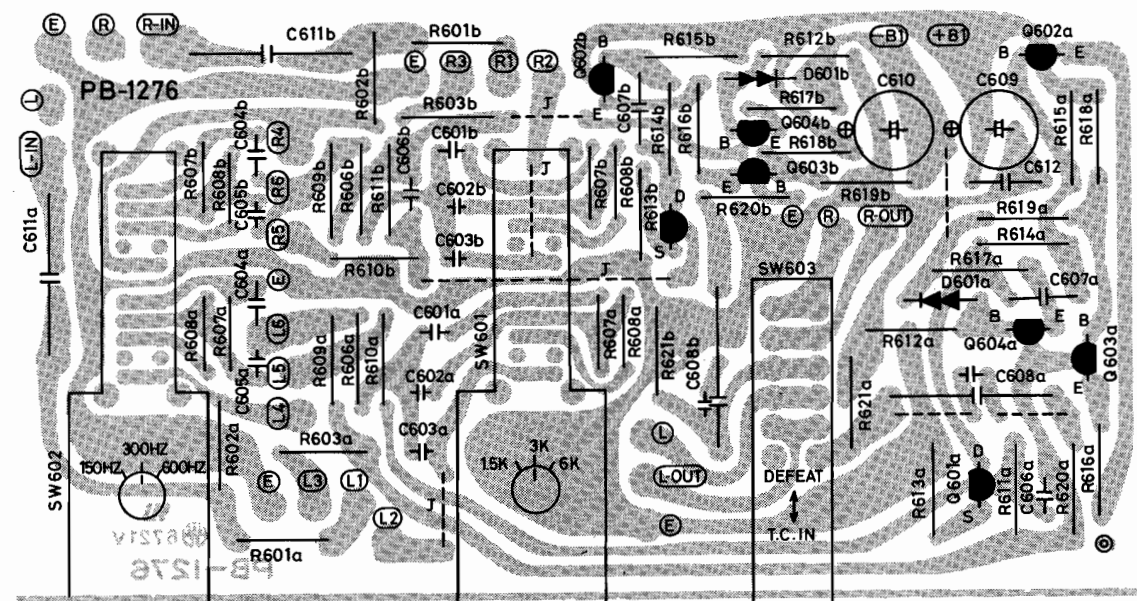 E R R-IN
C611b
R601b
E R3 R1 R2
Q602b
B
E
R615b
R612b
-B1
+B1
Q602a
B E
PB-1276
L
L-IN
R602b
R603b
J
C607b
D601b
C610
C609
R617b
R614b
R616b
Q604b
B E
R618b
Q603b
E B
R615a
R618a
C604b
R4
C606b
C601b
C612
R607b
R608b
R6
C605b
R5
R609b
R606b
R611b
C602b
J
R607b
R608b
R613b
D
S
R620b
R619b
E R R-OUT
R619a
R614a
C611a
C603b
R610b
J
SW603
R617a
D601a
C607a
C604a
E
L6
C601a
SW601
R608a
R607a
C605a
L5
L4
R609a
R606a
R610a
C602a
R607a
R608a
R621b
C608b
R612a
B E
Q604a
B
E
Q603a
C608a
R621a
R602a
R603a
C603a
L
L-OUT
E
SW602
150HZ 300HZ 600HZ
E L3 L1
L2
J
1.5K 3K 6K
DEFEAT
T.C. IN
R613a
Q601a
D
S
R611a
C606a
R620a
R616a
R601a
6721V
PB-1276